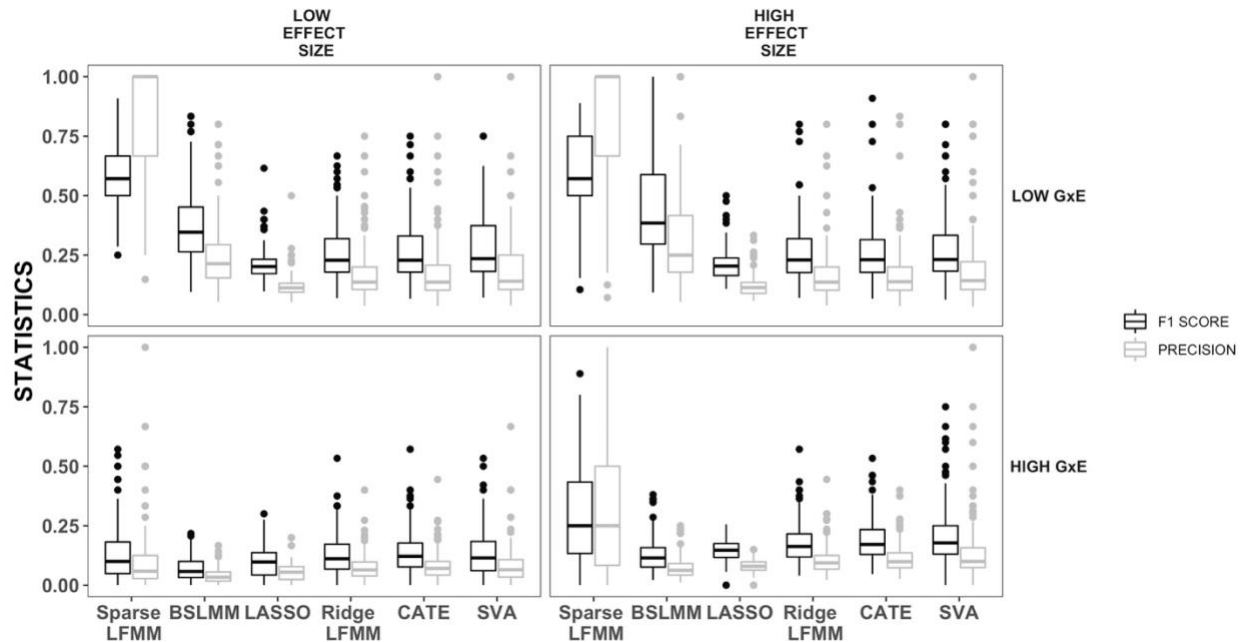 LOW
EFFECT
SIZE
HIGH
EFFECT
SIZE
STATISTICS
1.00
0.75
0.50
0.25
0.00
LOW GxE
1.00
0.75
0.50
0.25
0.00
HIGH GxE
F1 SCORE
PRECISION
Sparse
LFMM
BSLMM
LASSO
Ridge
LFMM
CATE
SVA
Sparse
LFMM
BSLMM
LASSO
Ridge
LFMM
CATE
SVA